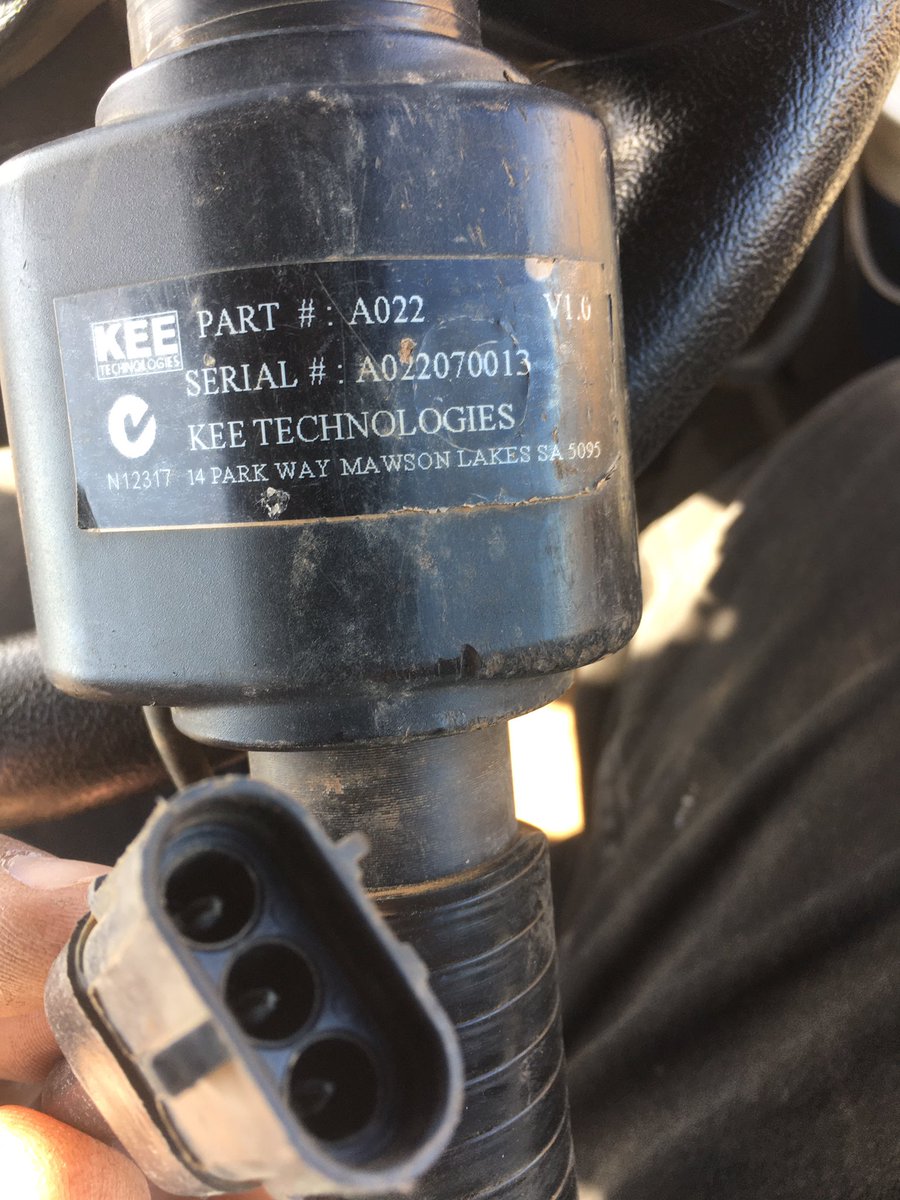 KEE
TECHNOLOGIES
PART #: A022 V1.0
SERIAL #: A022070013
KEE TECHNOLOGIES
N12317 14 PARK WAY MAWSON LAKES SA 5095